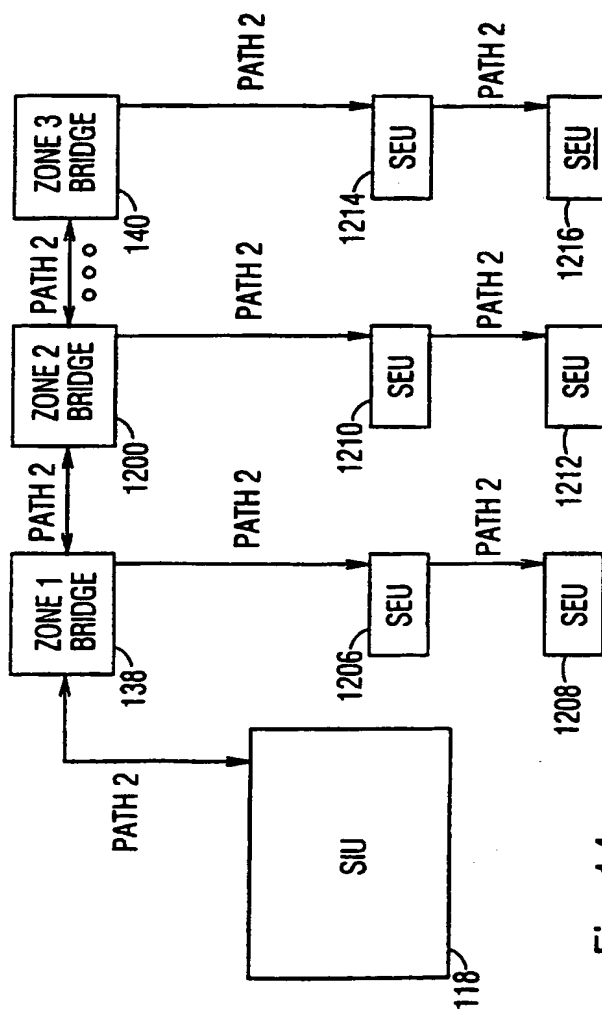 ZONE 1
BRIDGE
PATH 2
ZONE 2
BRIDGE
PATH 2
ZONE 3
BRIDGE
138
1200
140
PATH 2
PATH 2
PATH 2
PATH 2
SIU
118
SEU
1206
SEU
1210
SEU
1214
PATH 2
PATH 2
PATH 2
SEU
1208
SEU
1212
SEU
1216